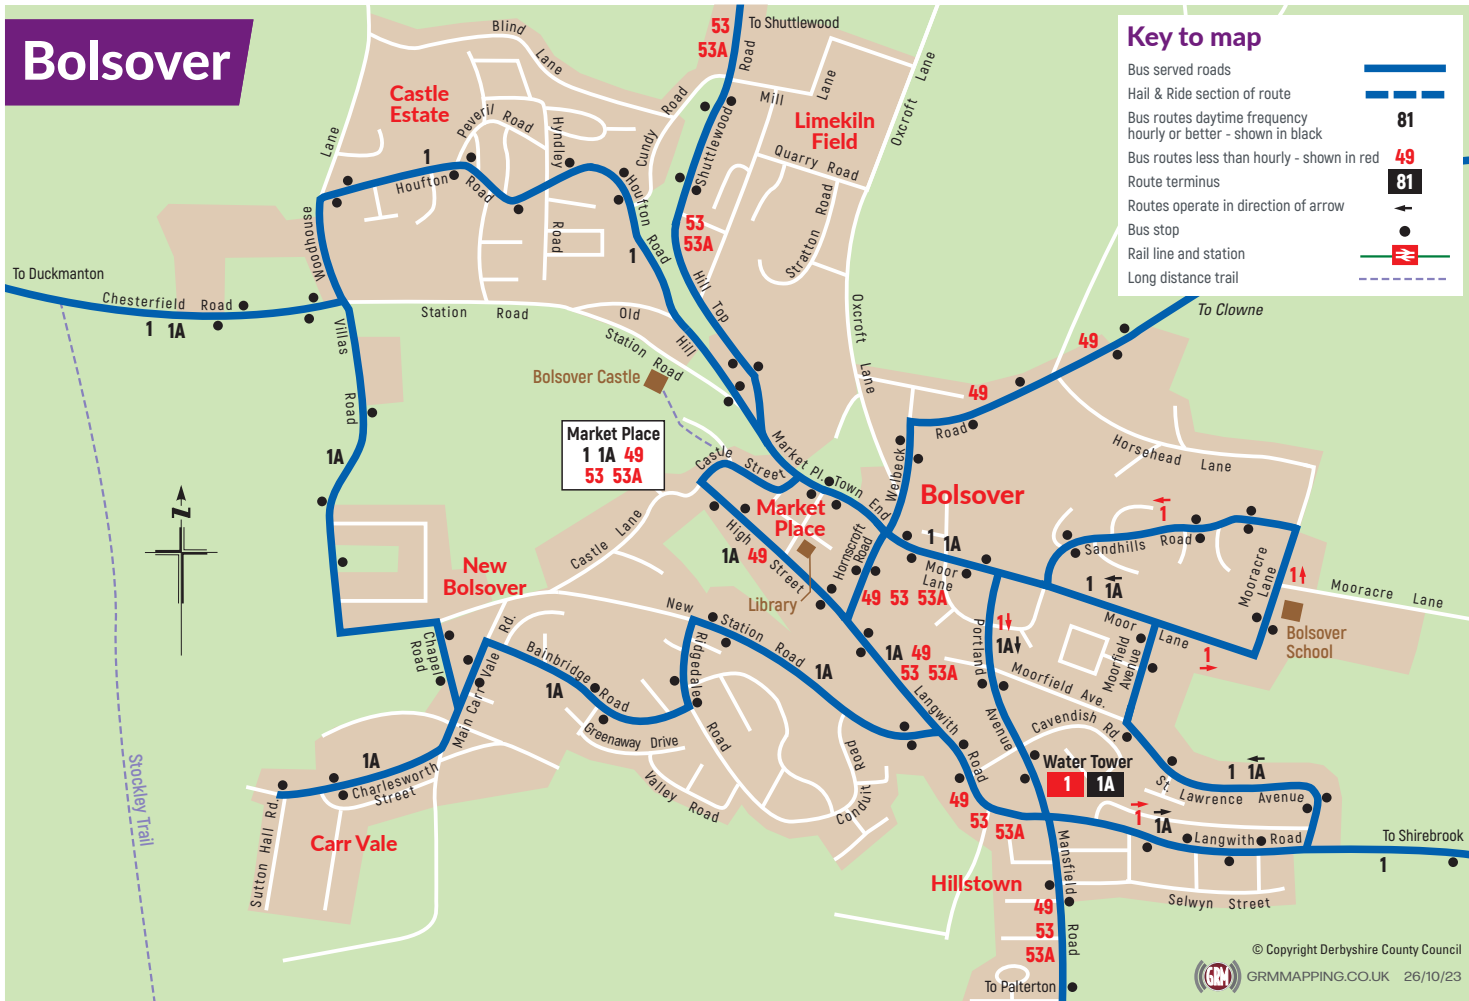 Bolsover
Key to map
Bus served roads
Hail & Ride section of route
Bus routes daytime frequency
hourly or better - shown in black
81
Bus routes less than hourly - shown in red
49
Route terminus
81
Routes operate in direction of arrow
Bus stop
Rail line and station
Long distance trail
To Shuttlewood
53
53A
Blind Lane
Castle
Estate
Peveril Road
Hyndley
Road
Cundy Road
Shuttlewood
Road
Mill Lane
Limekiln
Field
Quarry Road
Stratton Road
Oxcroft Lane
Oxcroft Lane
Woodhouse
Lane
1
Houfton
Road
Houfton Road
1
53
53A
Hill Top
To Duckmanton
Chesterfield Road
1 1A
Station Road
Old
Hill
Station Road
Villas
Road
1A
Bolsover Castle
Market Place
1 1A 49
53 53A
Castle Street
Market Pl.
Town End
Market
Place
Welbeck
Road
49
49
To Clowne
Bolsover
Horsehead Lane
1
Sandhills Road
Mooracre
Lane
1
Mooracre Lane
Bolsover
School
N
Castle Lane
High
Street
1A 49
Library
Hornscroft
Road
1 1A
Moor
Lane
49 53 53A
1
1A
Moor Lane
1
New
Bolsover
Chapel
Road
Main Carr Vale Rd.
Bainbridge Road
1A
Greenaway Drive
Valley Road
Ridgedale
Road
New Station Road
1A
1A 49
53 53A
Langwith
Road
Conduit Road
Portland
Avenue
1
1A
Moorfield Ave.
Moorfield
Avenue
Cavendish Rd.
Water Tower
1 1A
49
53
53A
St. Lawrence Avenue
1 1A
1
1A
Langwith Road
To Shirebrook
1
Selwyn Street
Mansfield
Road
Hillstown
49
53
53A
To Palterton
1A
Charlesworth
Street
Carr Vale
Sutton Hall Rd.
Stockley Trail
© Copyright Derbyshire County Council
GRM
GRMMAPPING.CO.UK 26/10/23